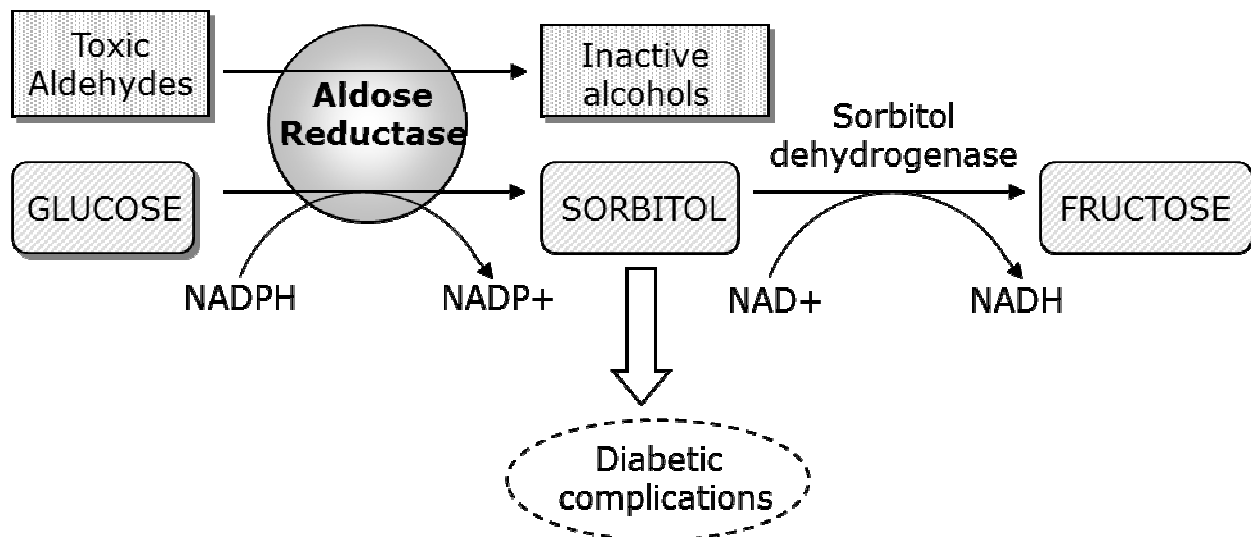 Toxic
Aldehydes
Aldose
Reductase
Inactive
alcohols
Sorbitol
dehydrogenase
GLUCOSE
SORBITOL
FRUCTOSE
NADPH
NADP+
NAD+
NADH
Diabetic
complications